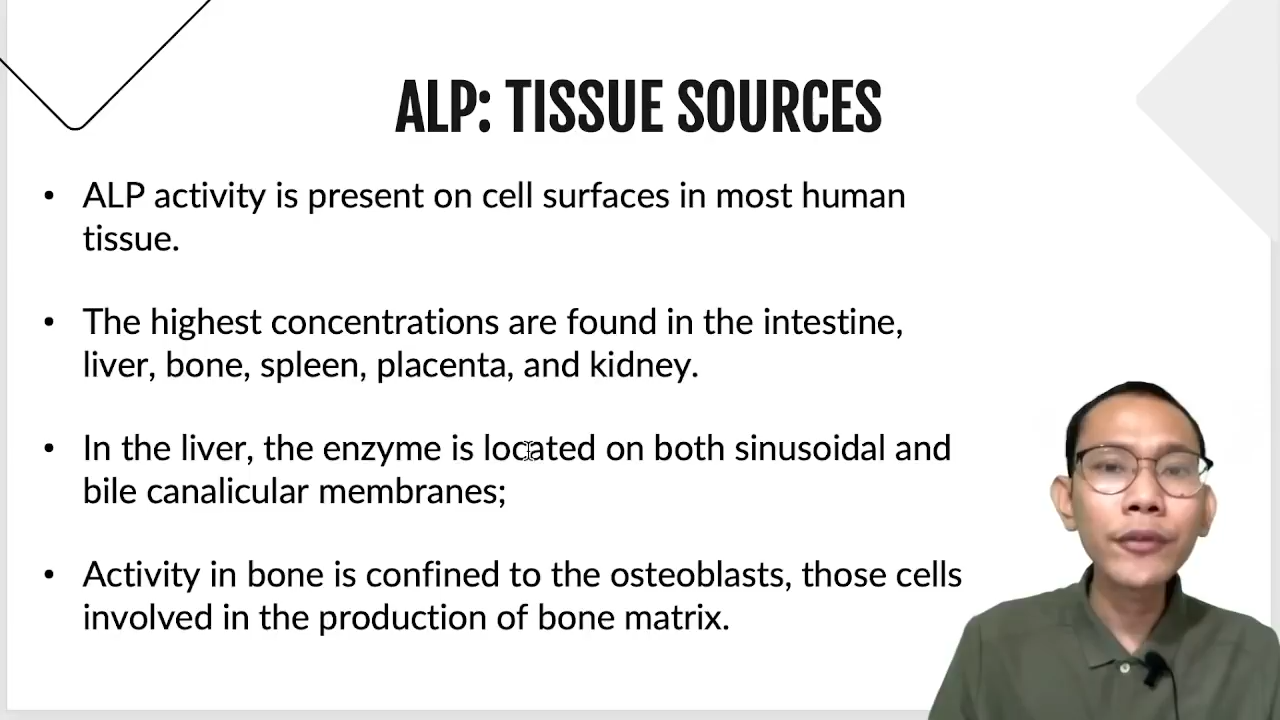 ALP: TISSUE SOURCES
• ALP activity is present on cell surfaces in most human
tissue.
• The highest concentrations are found in the intestine,
liver, bone, spleen, placenta, and kidney.
• In the liver, the enzyme is located on both sinusoidal and
bile canalicular membranes;
• Activity in bone is confined to the osteoblasts, those cells
involved in the production of bone matrix.